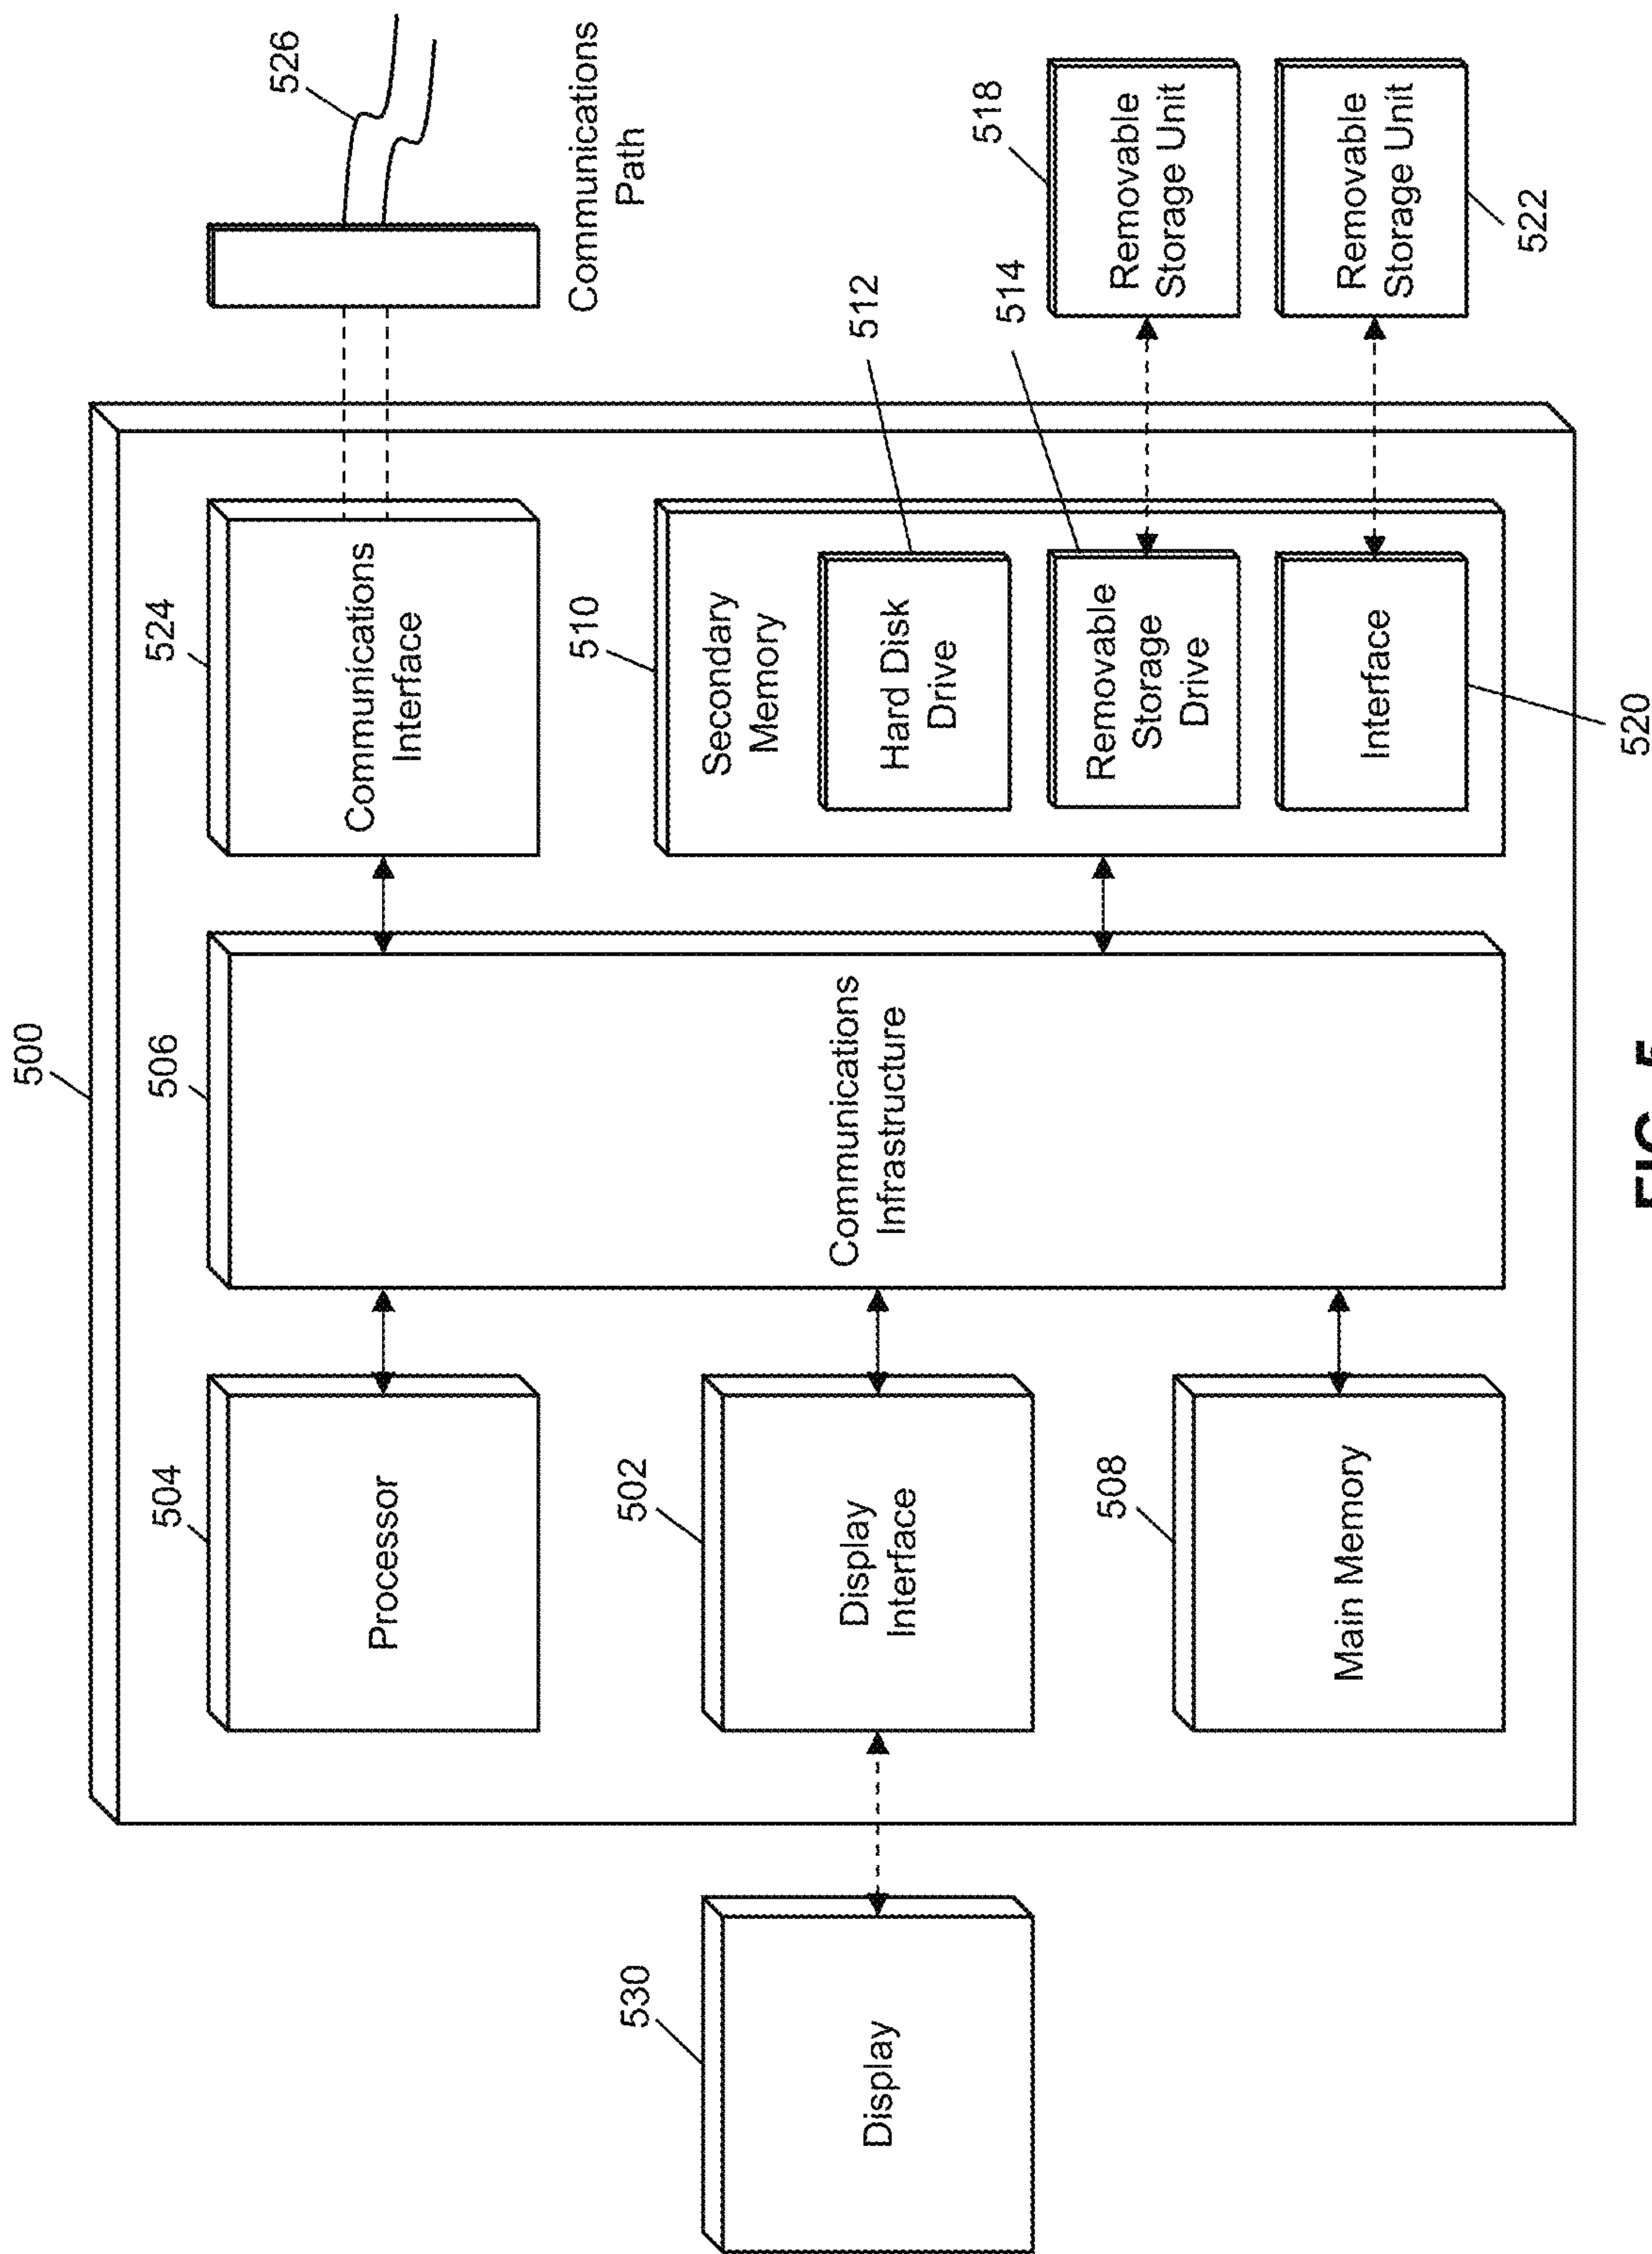 500
504
Processor
506
Communications
Infrastructure
524
Communications
Interface
526
Communications
Path
530
Display
502
Display
Interface
508
Main Memory
510
Secondary
Memory
512
Hard Disk
Drive
514
Removable
Storage
Drive
518
Removable
Storage Unit
Interface
520
Removable
Storage Unit
522
FIG. 5